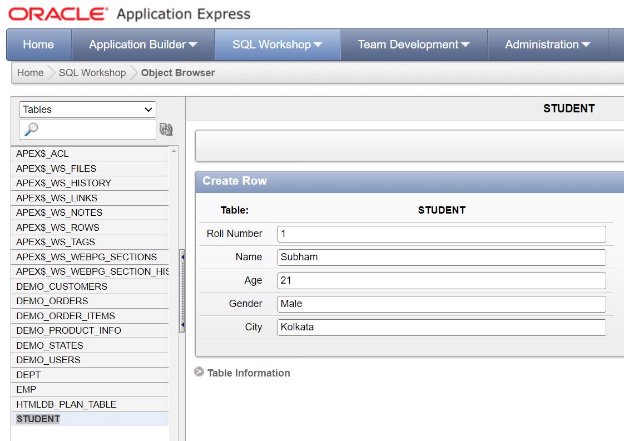 ORACLE Application Express
Home Application Builder SQL Workshop Team Development Administration
Home SQL Workshop Object Browser
Tables
APEX$_ACL
APEX$_WS_FILES
APEX$_WS_HISTORY
APEX$_WS_LINKS
APEX$_WS_NOTES
APEX$_WS_ROWS
APEX$_WS_TAGS
APEX$_WS_WEBPG_SECTIONS
APEX$_WS_WEBPG_SECTION_HIS
DEMO_CUSTOMERS
DEMO_ORDERS
DEMO_ORDER_ITEMS
DEMO_PRODUCT_INFO
DEMO_STATES
DEMO_USERS
DEPT
EMP
HTMLDB_PLAN_TABLE
STUDENT
STUDENT
Create Row
Table: STUDENT
Roll Number 1
Name Subham
Age 21
Gender Male
City Kolkata
Table Information